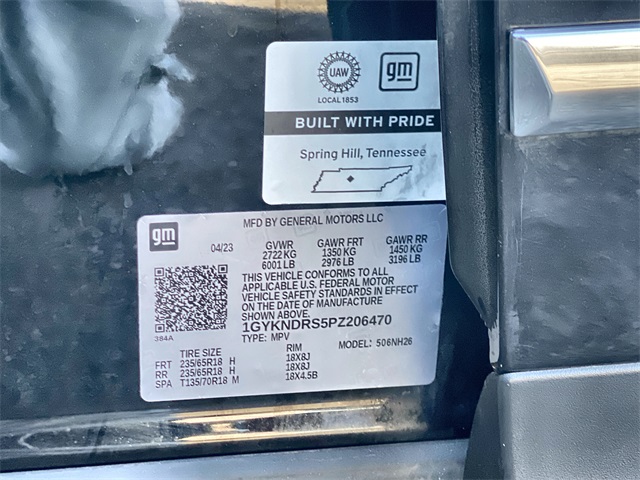 UAW
gm
LOCAL 1853
BUILT WITH PRIDE
Spring Hill, Tennessee
gm
MFD BY GENERAL MOTORS LLC
04/23 GVWR GAWR FRT GAWR RR
2722 KG 1350 KG 1450 KG
6001 LB 2976 LB 3196 LB
THIS VEHICLE CONFORMS TO ALL
APPLICABLE U.S. FEDERAL MOTOR
VEHICLE SAFETY STANDARDS IN EFFECT
ON THE DATE OF MANUFACTURE
SHOWN ABOVE.
1GYKNDRS5PZ206470
384A
TYPE: MPV MODEL: 506NH26
TIRE SIZE RIM
FRT 235/65R18 H 18X8J
RR 235/65R18 H 18X8J
SPA T135/70R18 M 18X4.5B